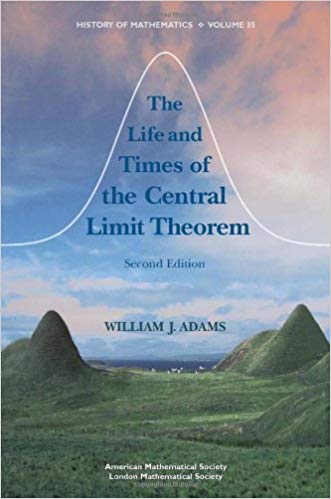 HISTORY OF MATHEMATICS ❖ VOLUME 35
The
Life and
Times of
the Central
Limit Theorem
Second Edition
WILLIAM J. ADAMS
American Mathematical Society
London Mathematical Society